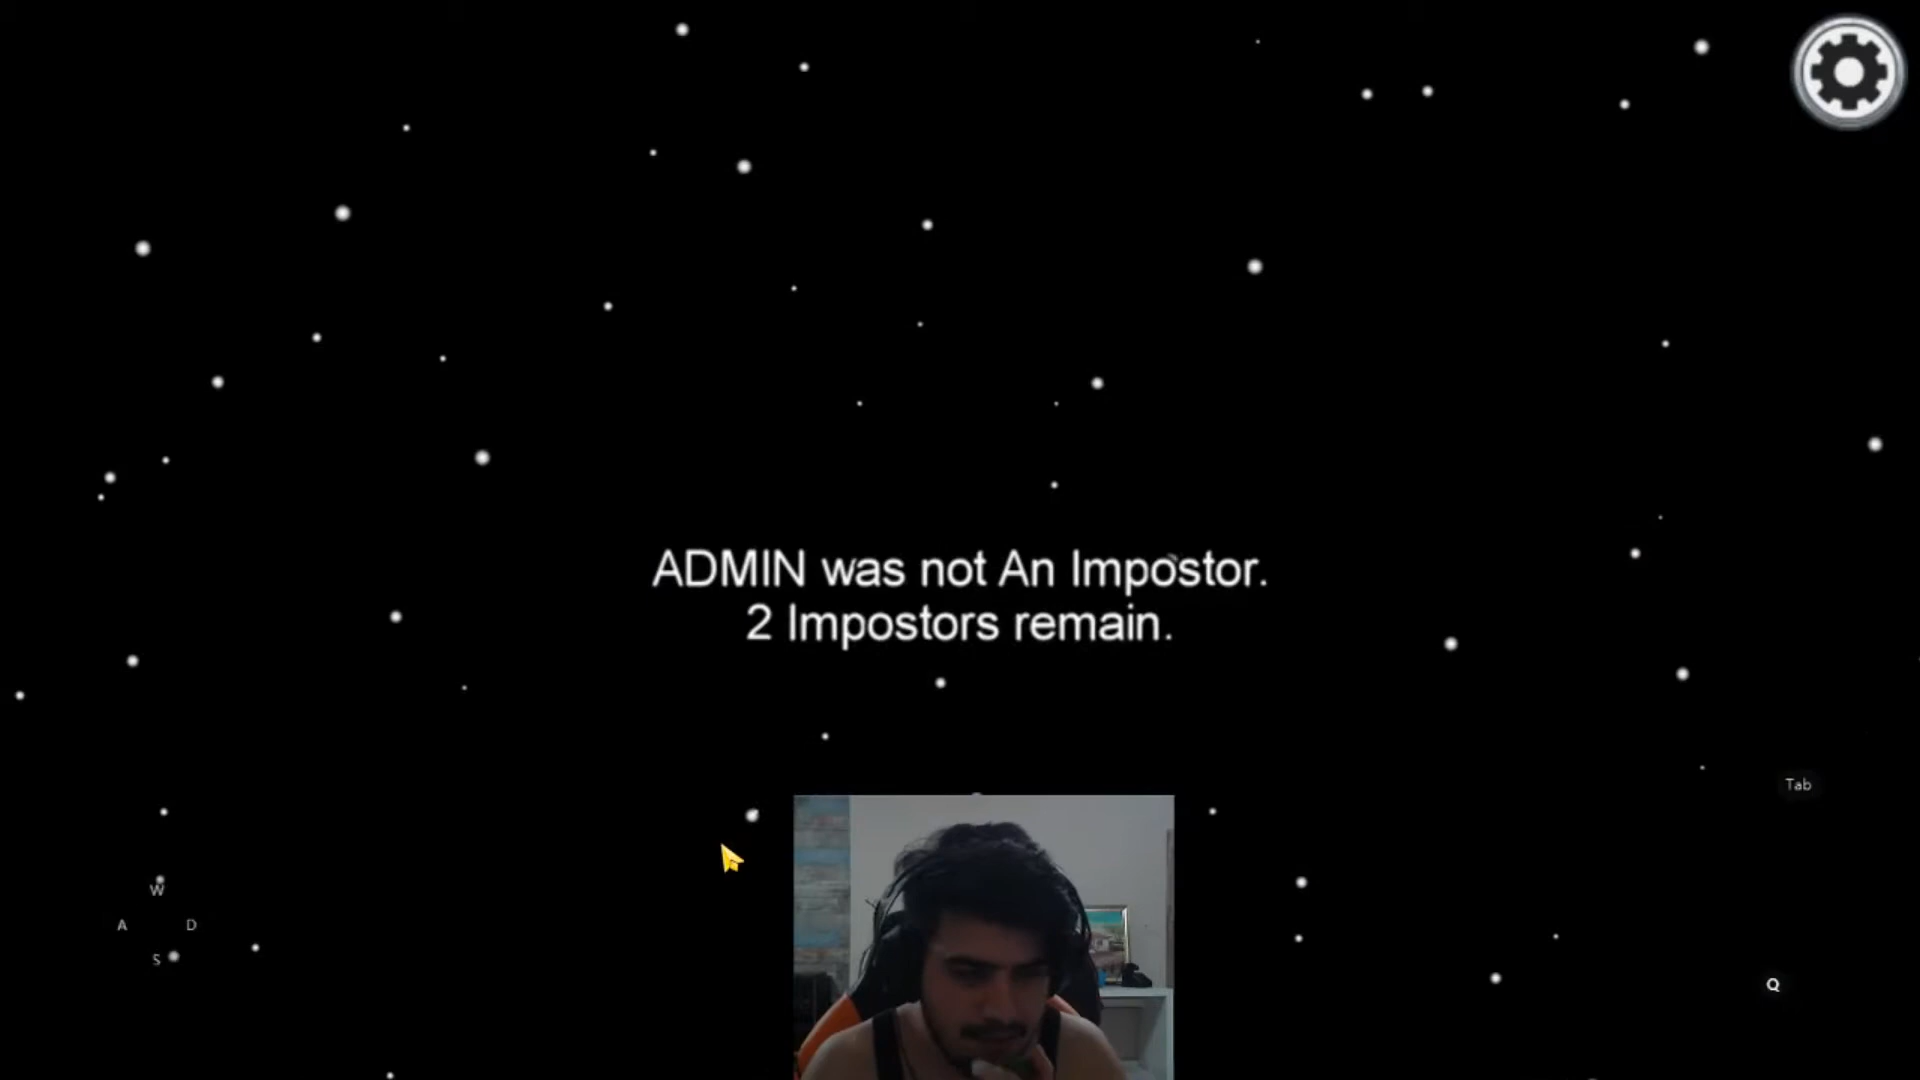 ADMIN was not An Impostor.
2 Impostors remain.
Tab
W
A D
S
Q